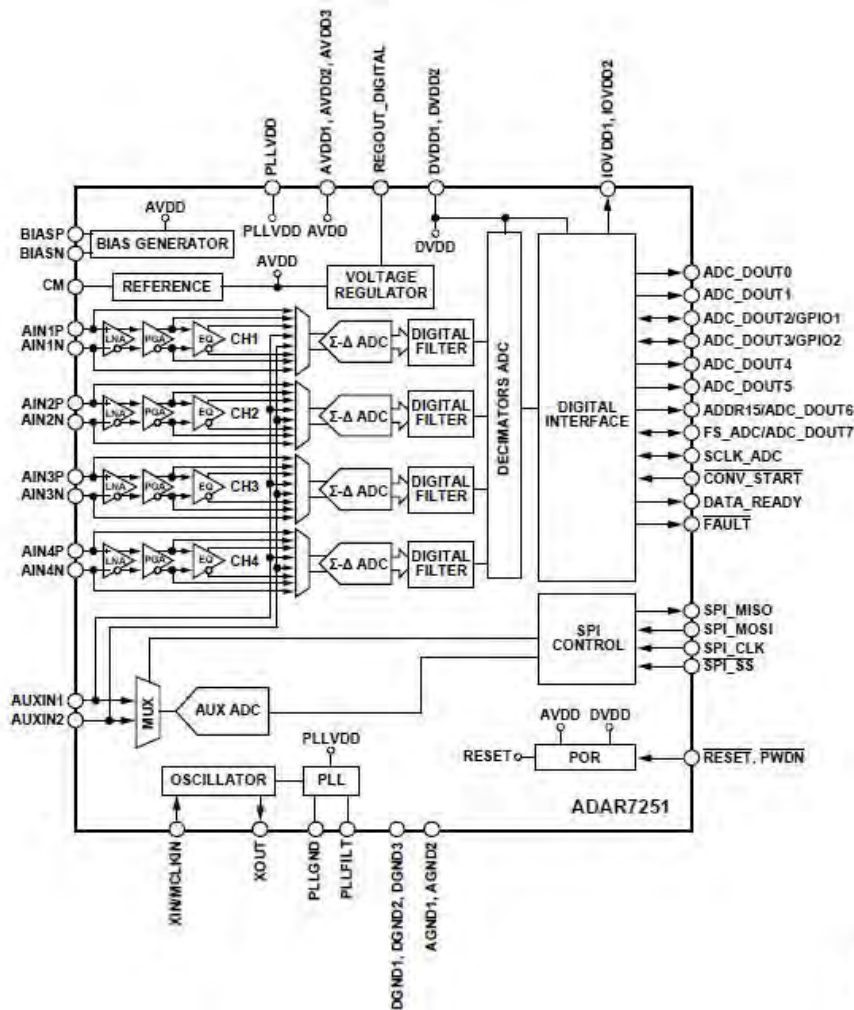 PLLVDD
AVDD1, AVDD2, AVDD3
REGOUT_DIGITAL
DVDD1, DVDD2
IOVDD1, IOVDD2
BIASP
BIASN
AVDD
BIAS GENERATOR
PLLVDD
AVDD
DVDD
CM
REFERENCE
AVDD
VOLTAGE
REGULATOR
AIN1P
AIN1N
LNA
PGA
EQ
CH1
Σ-Δ ADC
DIGITAL
FILTER
AIN2P
AIN2N
LNA
PGA
EQ
CH2
Σ-Δ ADC
DIGITAL
FILTER
AIN3P
AIN3N
LNA
PGA
EQ
CH3
Σ-Δ ADC
DIGITAL
FILTER
AIN4P
AIN4N
LNA
PGA
EQ
CH4
Σ-Δ ADC
DIGITAL
FILTER
DECIMATORS ADC
DIGITAL
INTERFACE
ADC_DOUT0
ADC_DOUT1
ADC_DOUT2/GPIO1
ADC_DOUT3/GPIO2
ADC_DOUT4
ADC_DOUT5
ADDR15/ADC_DOUT6
FS_ADC/ADC_DOUT7
SCLK_ADC
CONV_START
DATA_READY
FAULT
SPI
CONTROL
SPI_MISO
SPI_MOSI
SPI_CLK
SPI_SS
AUXIN1
AUXIN2
MUX
AUX ADC
AVDD
DVDD
RESET
POR
RESET, PWDN
PLLVDD
OSCILLATOR
PLL
ADAR7251
XIN/MCLKIN
XOUT
PLLGND
PLLFILT
DGND1, DGND2, DGND3
AGND1, AGND2